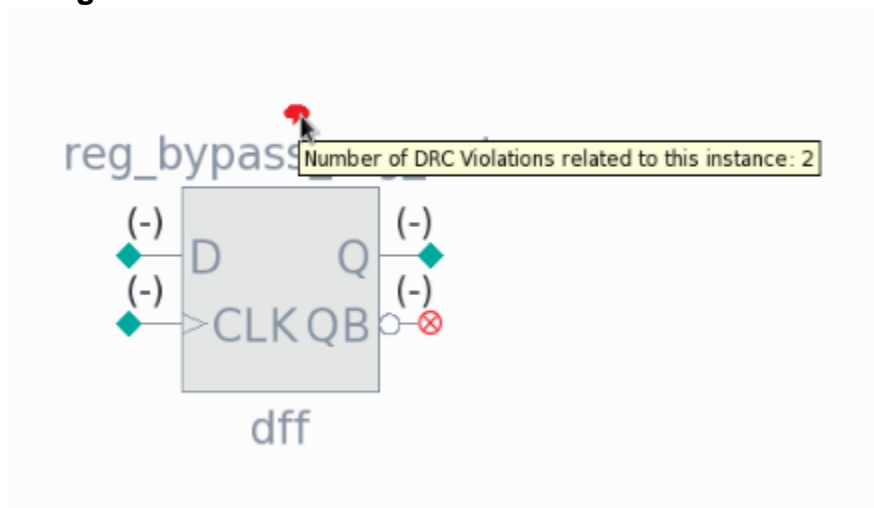 reg_bypass
Number of DRC Violations related to this instance: 2
(-) (-)
D Q
(-) (-)
CLK QB
dff